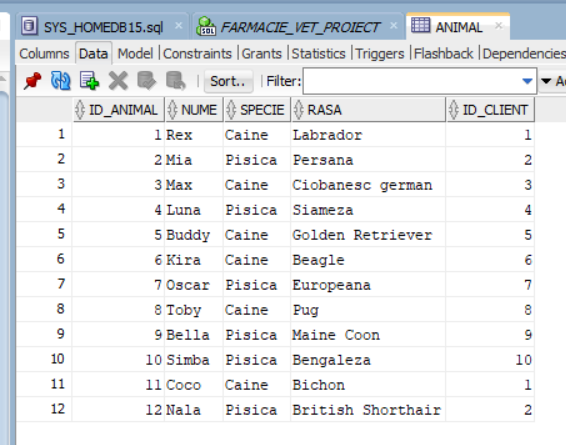 SYS_HOMEDB15.sql FARMACIE_VET_PROIECT ANIMAL
Columns Data Model Constraints Grants Statistics Triggers Flashback Dependencies
Sort.. Filter:
ID_ANIMAL NUME SPECIE RASA ID_CLIENT
1 1 Rex Caine Labrador 1
2 2 Mia Pisica Persana 2
3 3 Max Caine Ciobanesc german 3
4 4 Luna Pisica Siameza 4
5 5 Buddy Caine Golden Retriever 5
6 6 Kira Caine Beagle 6
7 7 Oscar Pisica Europeana 7
8 8 Toby Caine Pug 8
9 9 Bella Pisica Maine Coon 9
10 10 Simba Pisica Bengaleza 10
11 11 Coco Caine Bichon 1
12 12 Nala Pisica British Shorthair 2